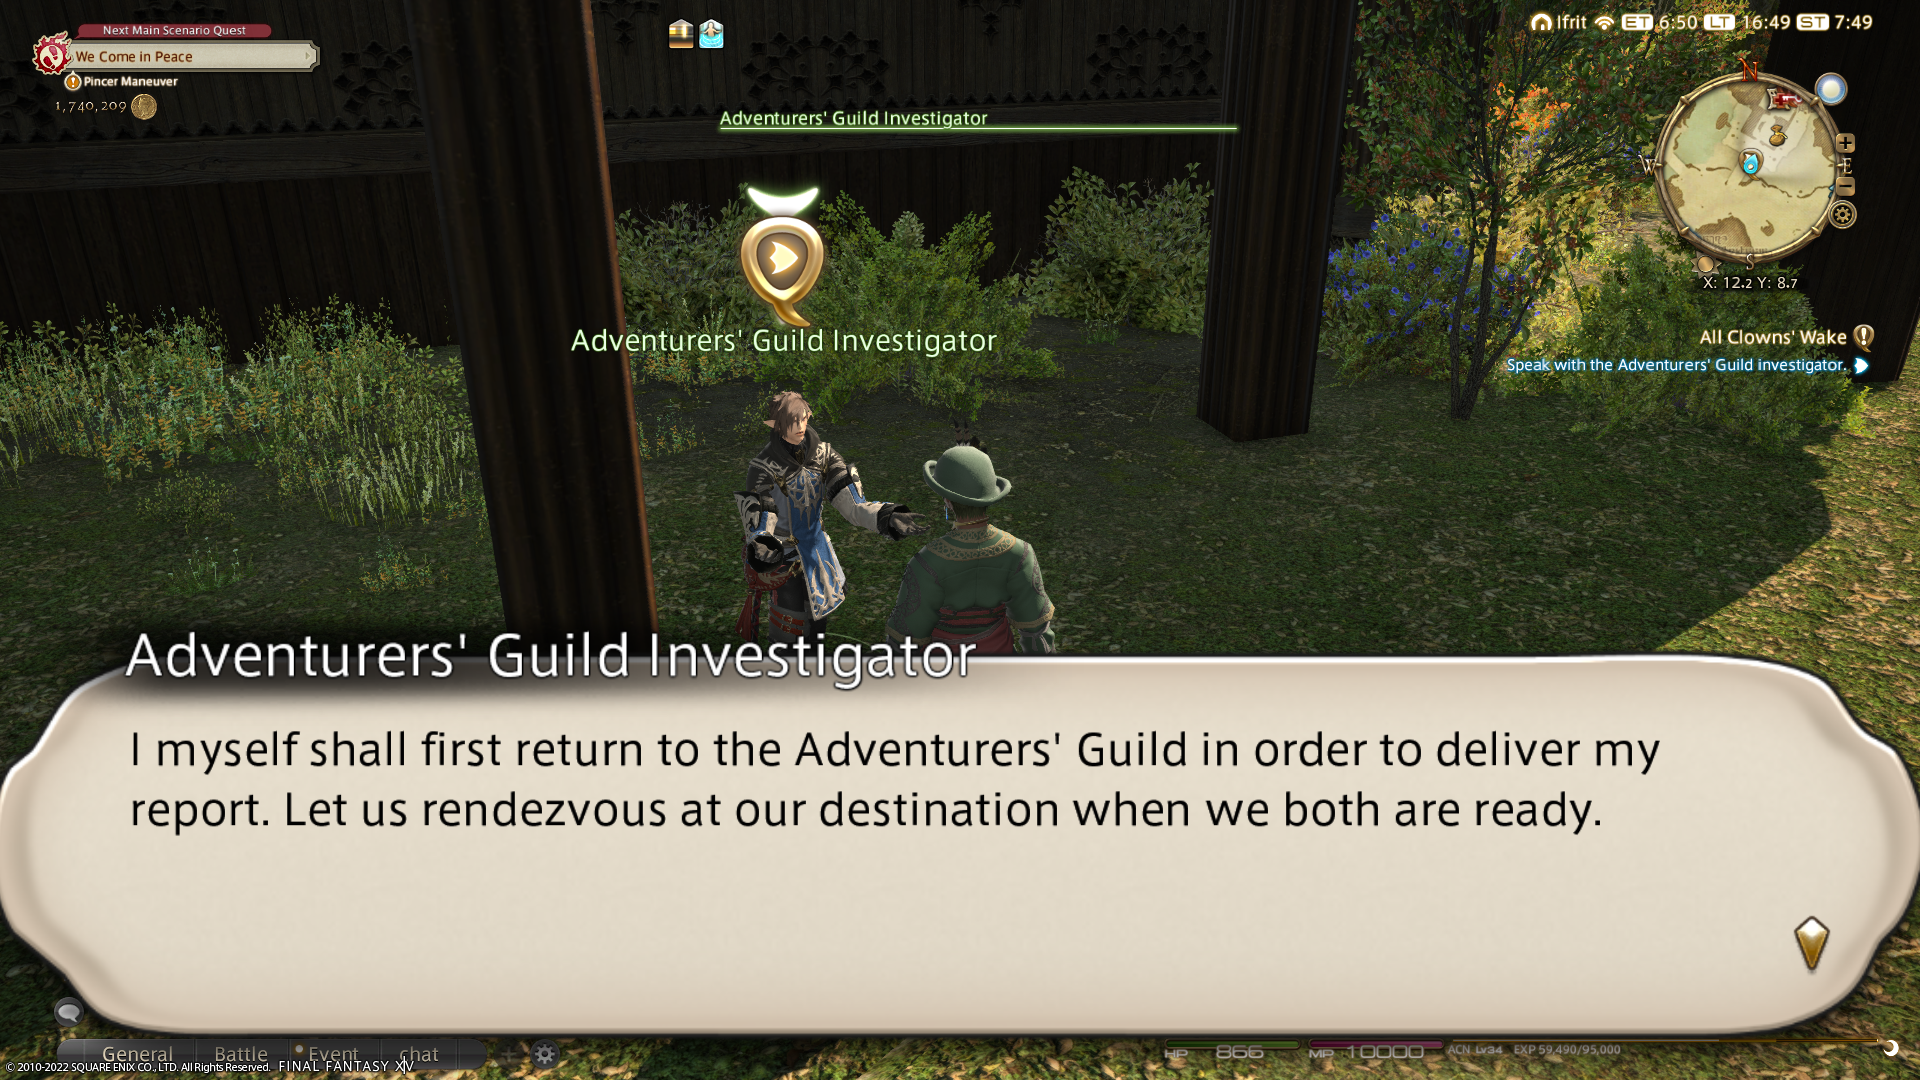 Next Main Scenario Quest
We Come in Peace
Pincer Maneuver
1,740,209
Ifrit ET 6:50 LT 16:49 ST 7:49
N
W
E
S
X: 12.2 Y: 8.7
All Clowns' Wake
Speak with the Adventurers' Guild investigator.
Adventurers' Guild Investigator
Adventurers' Guild Investigator
Adventurers' Guild Investigator
I myself shall first return to the Adventurers' Guild in order to deliver my
report. Let us rendezvous at our destination when we both are ready.
General Battle Event chat
HP 866 MP 10000 ACN Lv34 EXP 59,490/95,000
© 2010-2022 SQUARE ENIX CO., LTD. All Rights Reserved. FINAL FANTASY XIV